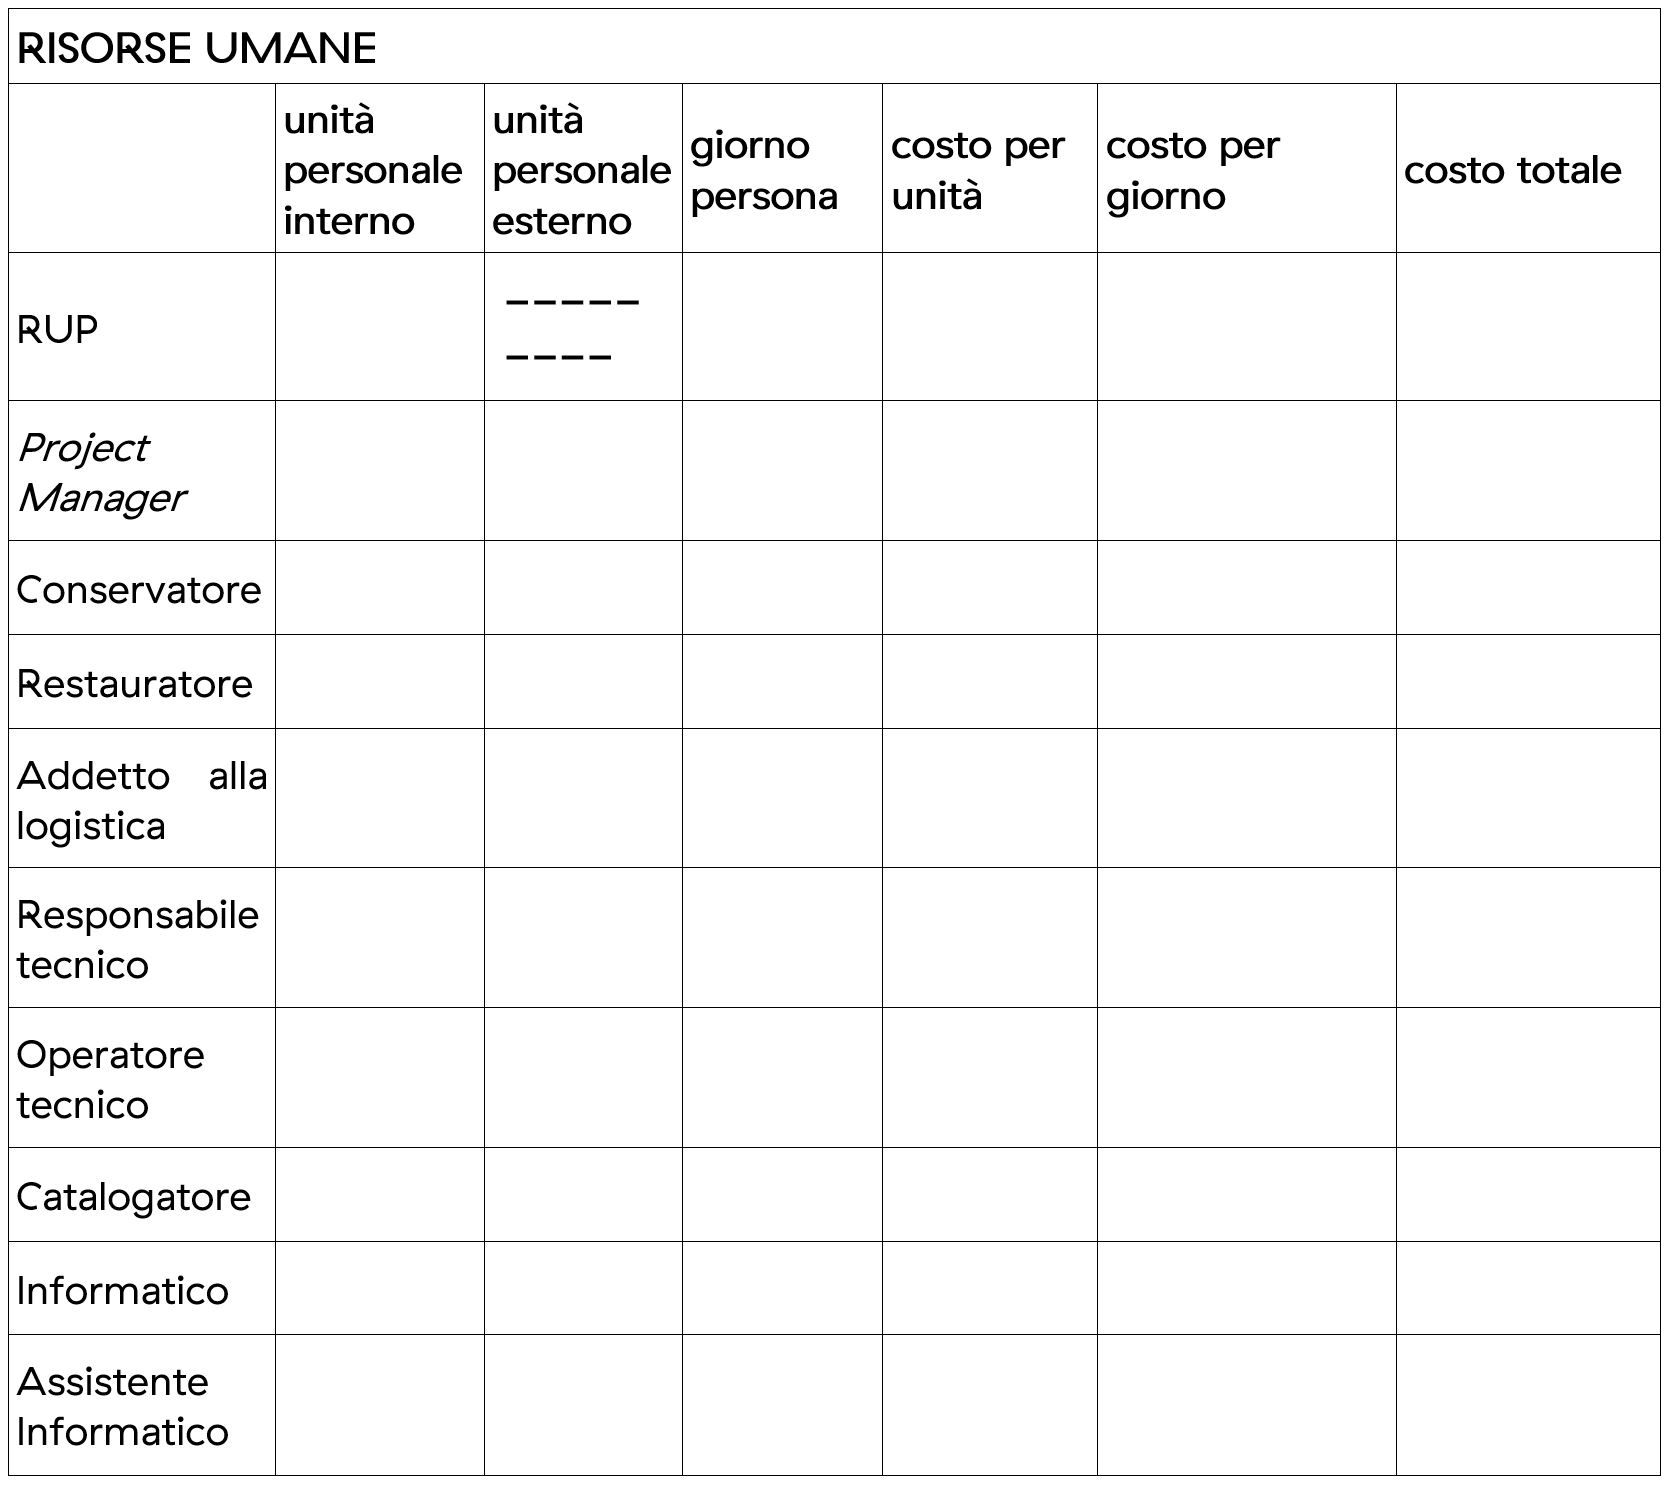 RISORSE UMANE
unità
personale
interno
unità
personale
esterno
giorno
persona
costo per
unità
costo per
giorno
costo totale
RUP
-----
----
Project
Manager
Conservatore
Restauratore
Addetto alla
logistica
Responsabile
tecnico
Operatore
tecnico
Catalogatore
Informatico
Assistente
Informatico